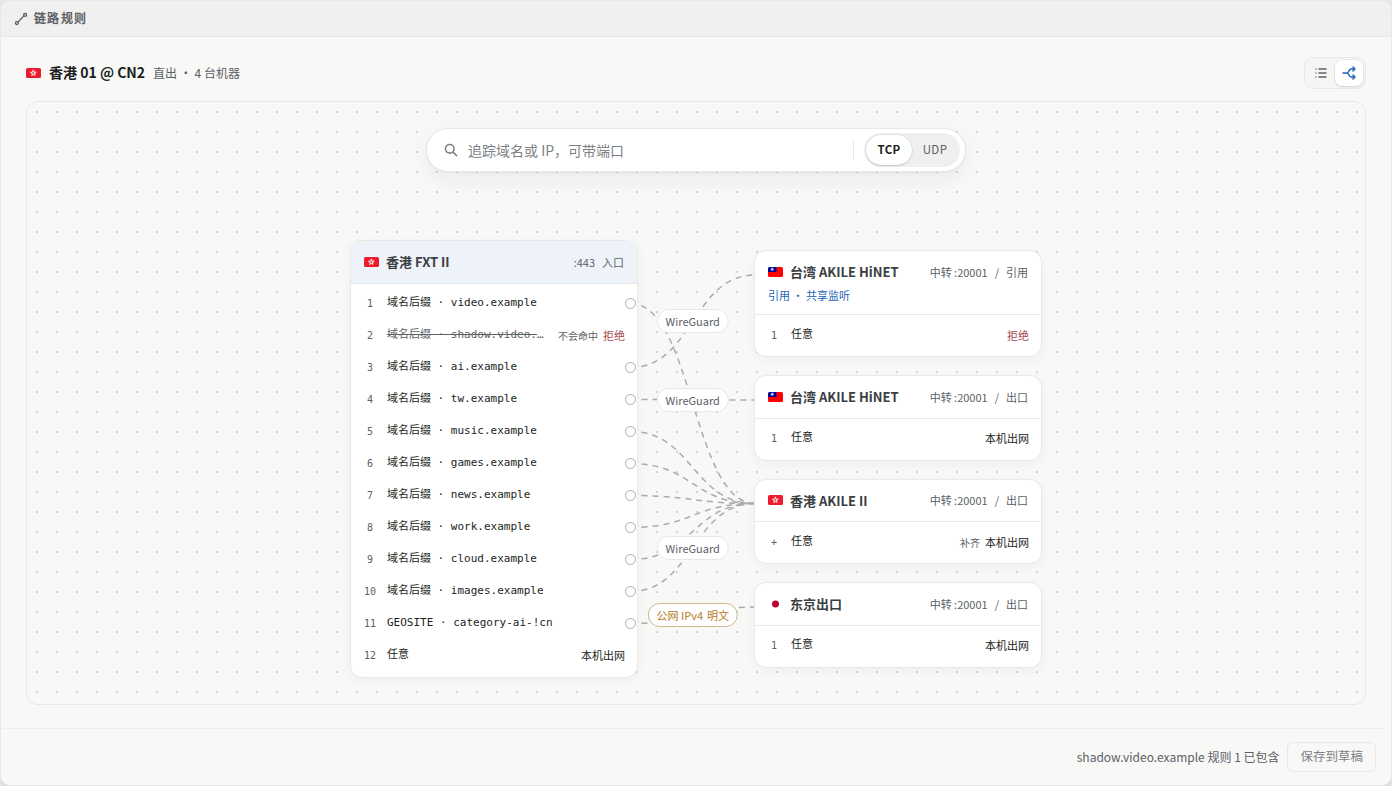 链路规则
香港 01 @ CN2 直出 · 4 台机器
追踪域名或 IP，可带端口 TCP UDP
香港 FXT II :443 入口
1 域名后缀 · video.example
2 域名后缀 · shadow.video.… 不会命中 拒绝
3 域名后缀 · ai.example
4 域名后缀 · tw.example
5 域名后缀 · music.example
6 域名后缀 · games.example
7 域名后缀 · news.example
8 域名后缀 · work.example
9 域名后缀 · cloud.example
10 域名后缀 · images.example
11 GEOSITE · category-ai-!cn
12 任意 本机出网
WireGuard
WireGuard
WireGuard
公网 IPv4 明文
台湾 AKILE HiNET 中转 :20001 / 引用
引用 · 共享监听
1 任意 拒绝
台湾 AKILE HiNET 中转 :20001 / 出口
1 任意 本机出网
香港 AKILE II 中转 :20001 / 出口
+ 任意 补齐 本机出网
东京出口 中转 :20001 / 出口
1 任意 本机出网
shadow.video.example 规则 1 已包含 保存到草稿